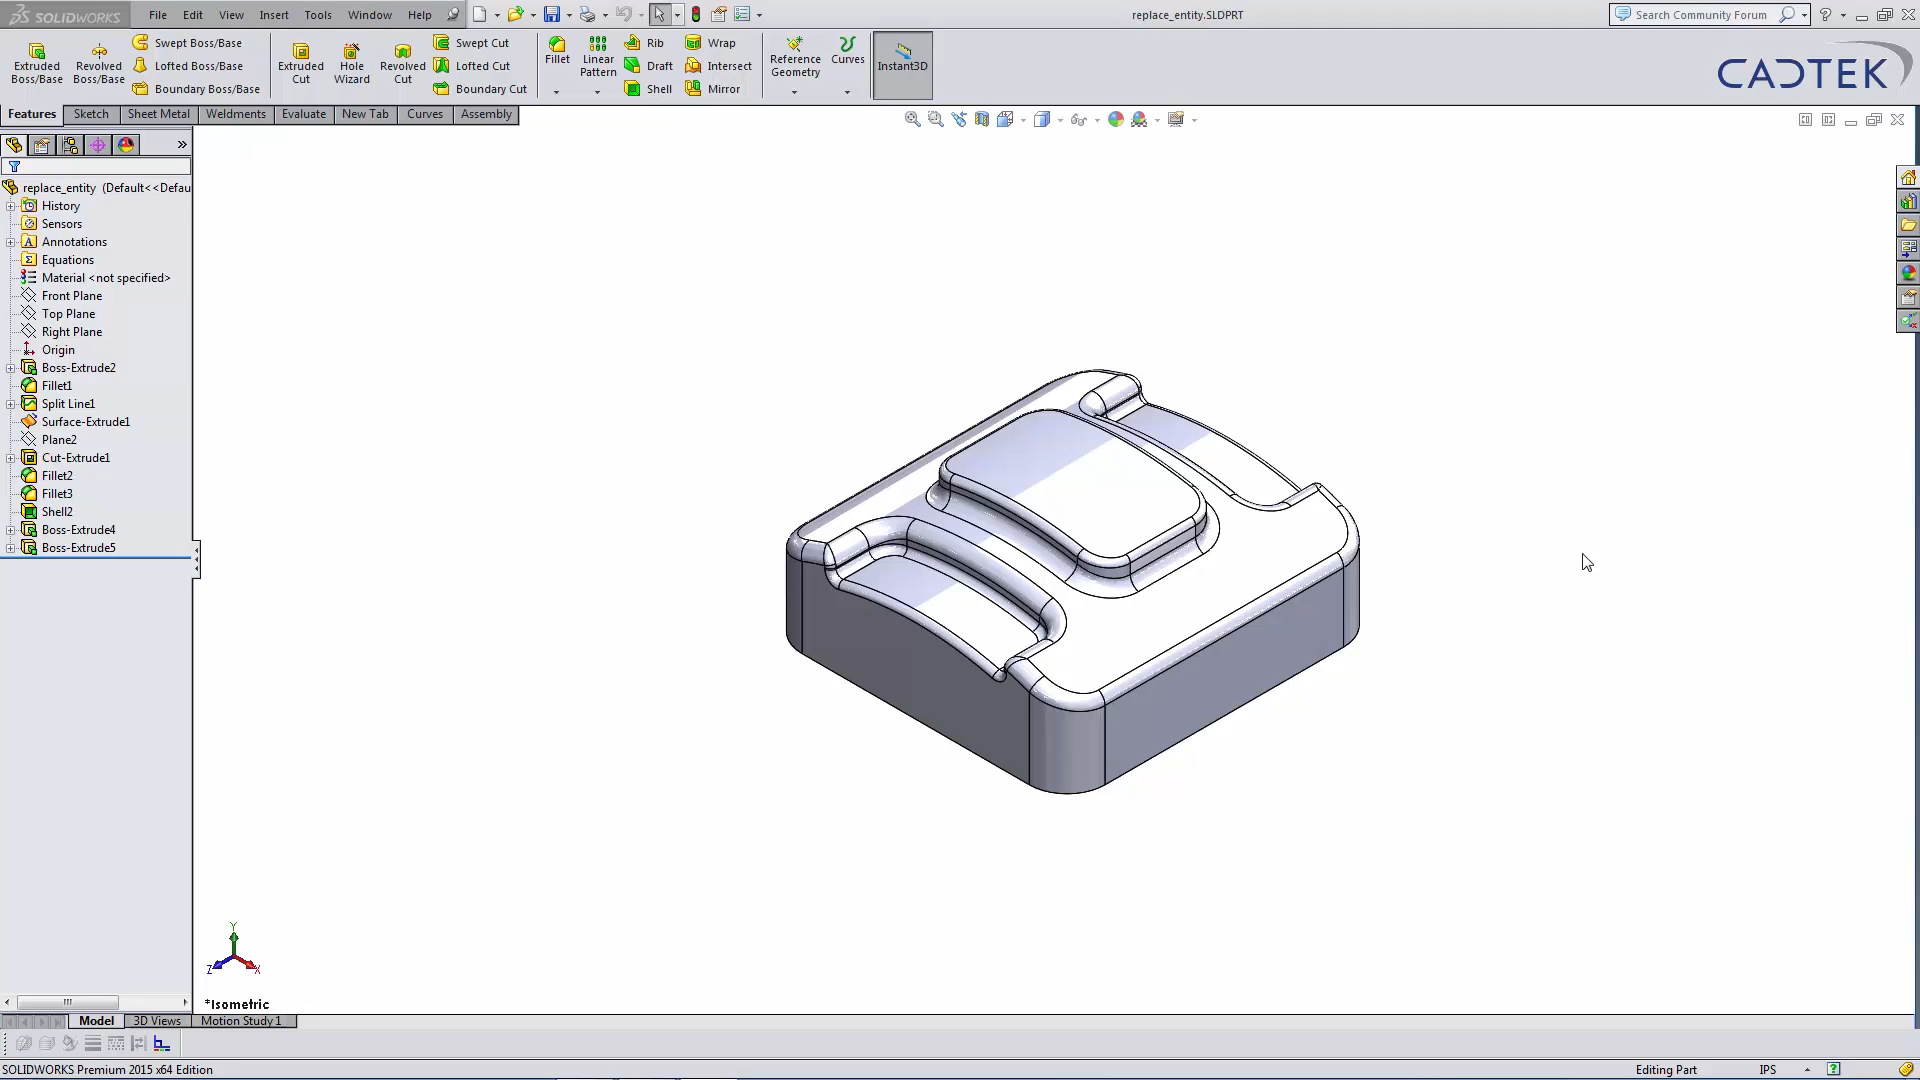 SOLIDWORKS
File Edit View Insert Tools Window Help
replace_entity.SLDPRT
Search Community Forum
?
Extruded Boss/Base
Revolved Boss/Base
Swept Boss/Base
Lofted Boss/Base
Boundary Boss/Base
Extruded Cut
Hole Wizard
Revolved Cut
Swept Cut
Lofted Cut
Boundary Cut
Fillet
Linear Pattern
Rib
Draft
Shell
Wrap
Intersect
Mirror
Reference Geometry
Curves
Instant3D
CADTEK
Features Sketch Sheet Metal Weldments Evaluate New Tab Curves Assembly
replace_entity (Default<<Defau
History
Sensors
Annotations
Equations
Material <not specified>
Front Plane
Top Plane
Right Plane
Origin
Boss-Extrude2
Fillet1
Split Line1
Surface-Extrude1
Plane2
Cut-Extrude1
Fillet2
Fillet3
Shell2
Boss-Extrude4
Boss-Extrude5
Y
Z X
*Isometric
Model 3D Views Motion Study 1
SOLIDWORKS Premium 2015 x64 Edition
Editing Part IPS ?